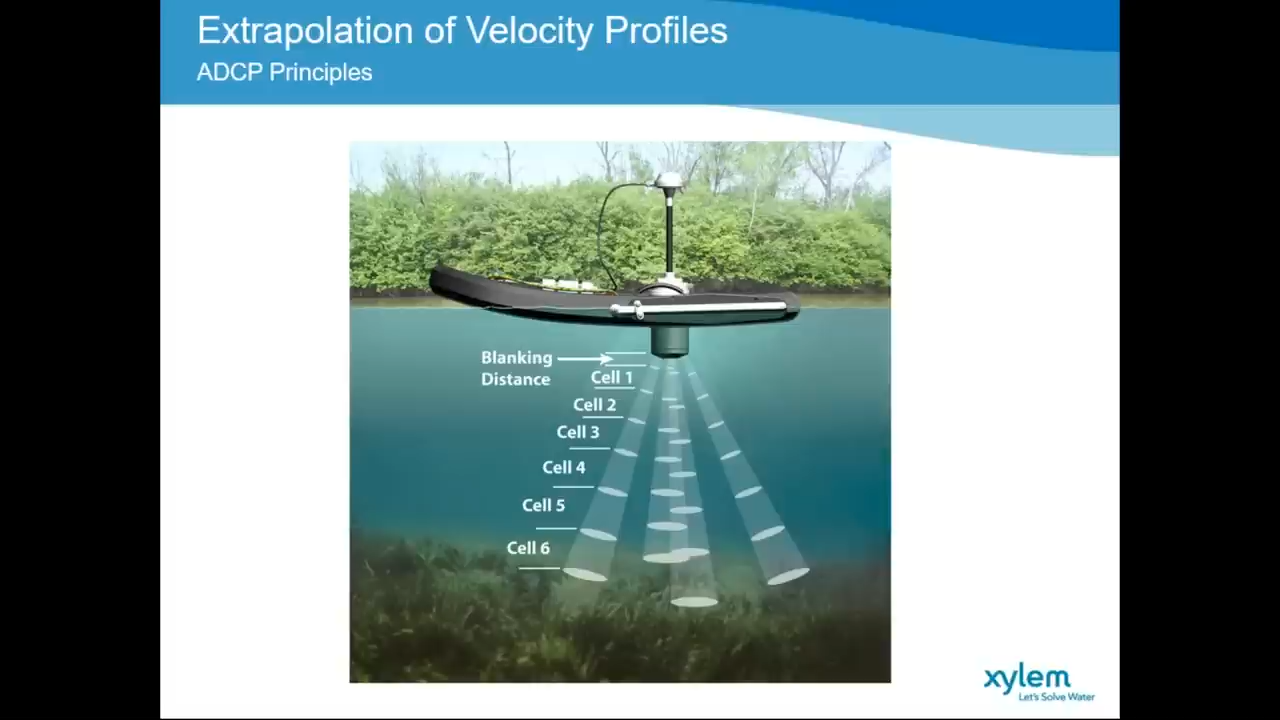 Extrapolation of Velocity Profiles
ADCP Principles
Blanking
Distance
Cell 1
Cell 2
Cell 3
Cell 4
Cell 5
Cell 6
xylem
Let's Solve Water